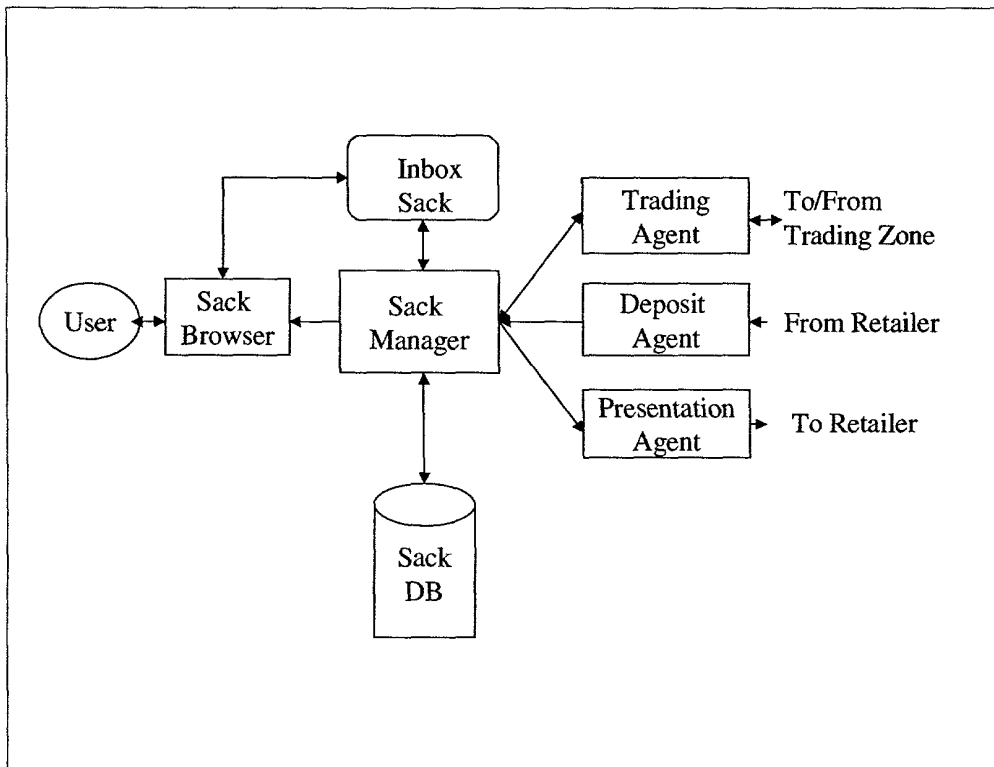 Inbox
Sack
Trading
Agent
To/From
Trading Zone
User
Sack
Browser
Sack
Manager
Deposit
Agent
From Retailer
Presentation
Agent
To Retailer
Sack
DB